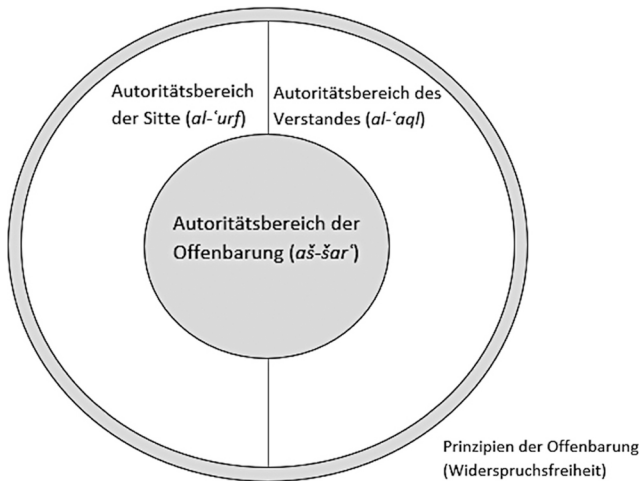 Autoritätsbereich
der Sitte (al-ʿurf)
Autoritätsbereich des
Verstandes (al-ʿaql)
Autoritätsbereich der
Offenbarung (aš-šarʿ)
Prinzipien der Offenbarung
(Widerspruchsfreiheit)